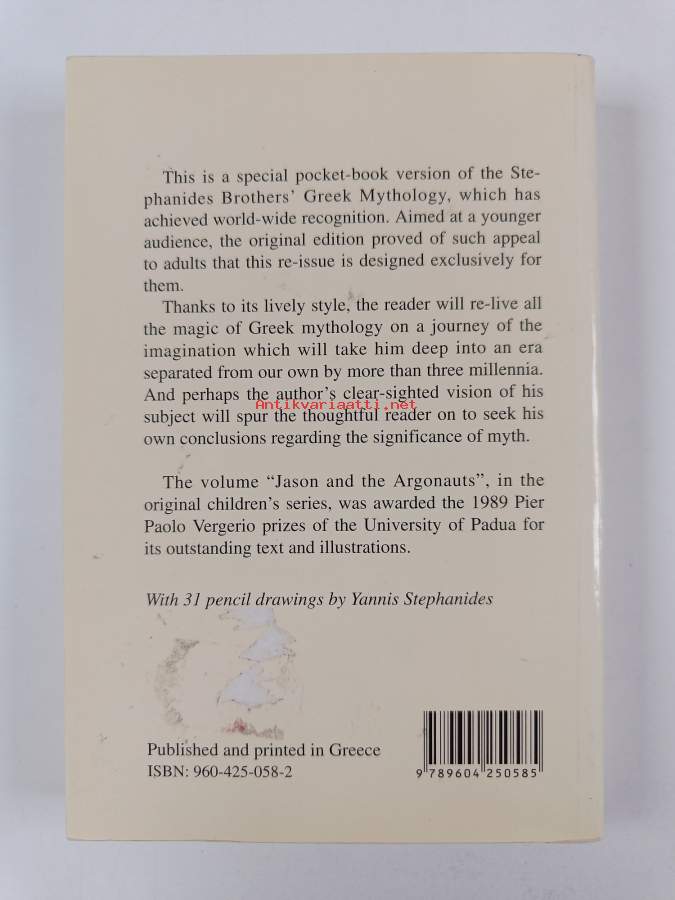 This is a special pocket-book version of the Ste-
phanides Brothers' Greek Mythology, which has
achieved world-wide recognition. Aimed at a younger
audience, the original edition proved of such appeal
to adults that this re-issue is designed exclusively for
them.
Thanks to its lively style, the reader will re-live all
the magic of Greek mythology on a journey of the
imagination which will take him deep into an era
separated from our own by more than three millennia.
And perhaps the author's clear-sighted vision of his
Antikvariaatti.net
subject will spur the thoughtful reader on to seek his
own conclusions regarding the significance of myth.
The volume “Jason and the Argonauts”, in the
original children's series, was awarded the 1989 Pier
Paolo Vergerio prizes of the University of Padua for
its outstanding text and illustrations.
With 31 pencil drawings by Yannis Stephanides
Published and printed in Greece
ISBN: 960-425-058-2
9 789604 250585